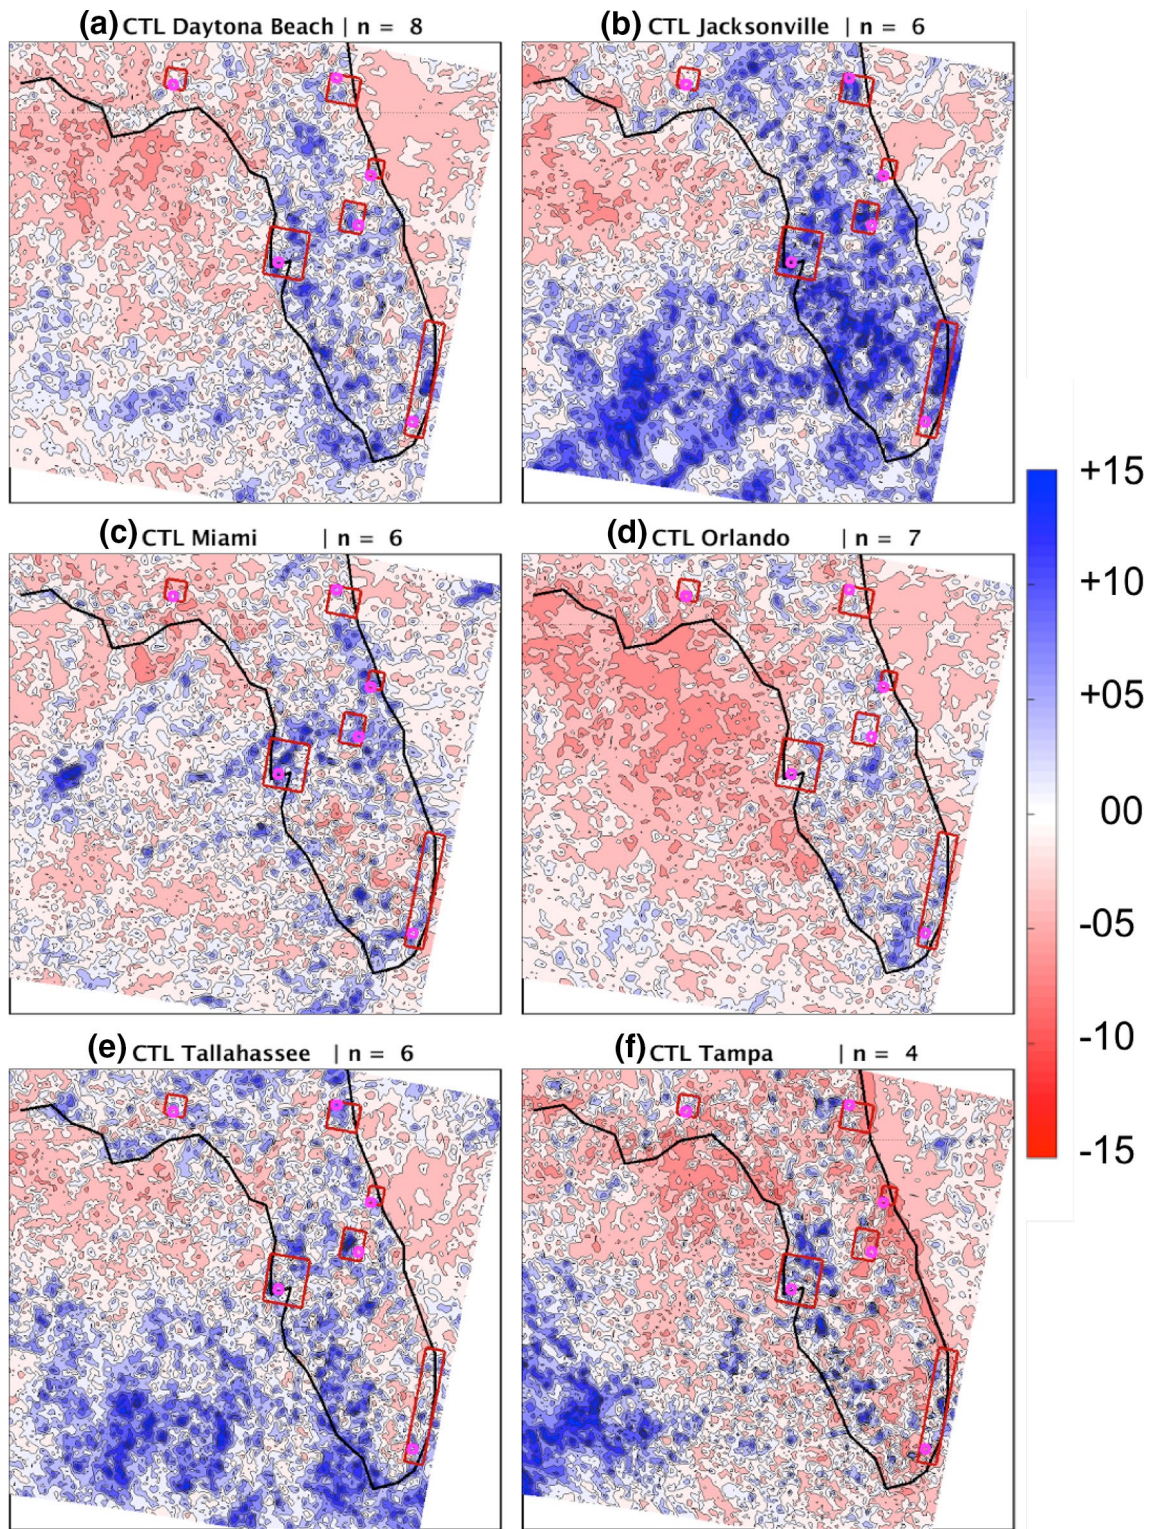 (a) CTL Daytona Beach | n = 8
(b) CTL Jacksonville | n = 6
(c) CTL Miami | n = 6
(d) CTL Orlando | n = 7
+15
+10
+05
00
-05
-10
-15
(e) CTL Tallahassee | n = 6
(f) CTL Tampa | n = 4